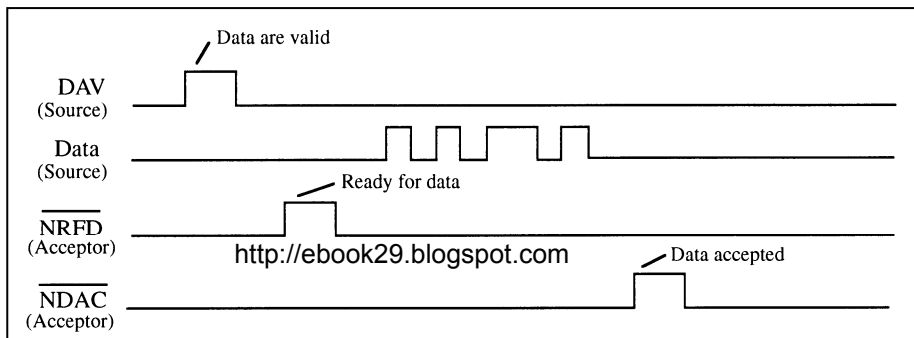 Data are valid
DAV
(Source)
Data
(Source)
Ready for data
NRFD
(Acceptor)
http://ebook29.blogspot.com
Data accepted
NDAC
(Acceptor)